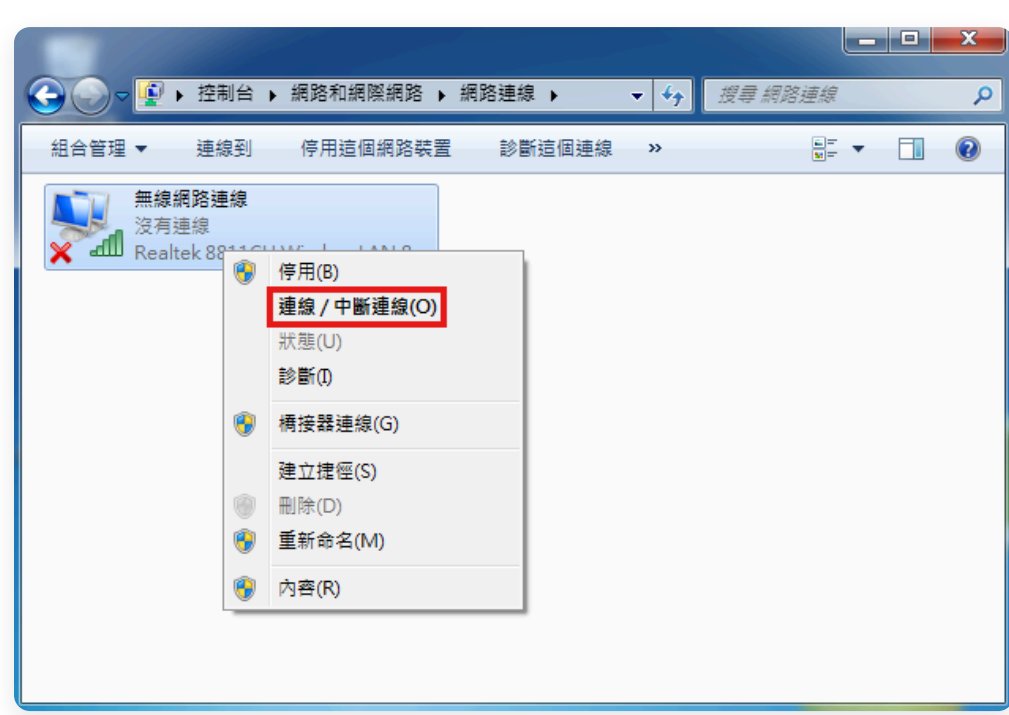 控制台 ▸ 網路和網際網路 ▸ 網路連線 ▸
搜尋 網路連線
組合管理 ▼ 連線到 停用這個網路裝置 診斷這個連線 »
無線網路連線
沒有連線
Realtek
停用(B)
連線 / 中斷連線(O)
狀態(U)
診斷(I)
橋接器連線(G)
建立捷徑(S)
刪除(D)
重新命名(M)
內容(R)